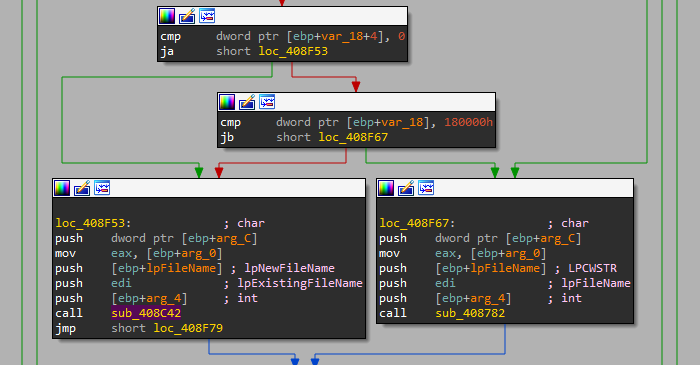 cmp     dword ptr [ebp+var_18+4], 0
ja      short loc_408F53
cmp     dword ptr [ebp+var_18], 180000h
jb      short loc_408F67
loc_408F53:             ; char
push    dword ptr [ebp+arg_C]
mov     eax, [ebp+arg_0]
push    [ebp+lpFileName] ; lpNewFileName
push    edi             ; lpExistingFileName
push    [ebp+arg_4]     ; int
call    sub_408C42
jmp     short loc_408F79
loc_408F67:             ; char
push    dword ptr [ebp+arg_C]
mov     eax, [ebp+arg_0]
push    [ebp+lpFileName] ; LPCWSTR
push    edi             ; lpFileName
push    [ebp+arg_4]     ; int
call    sub_408782